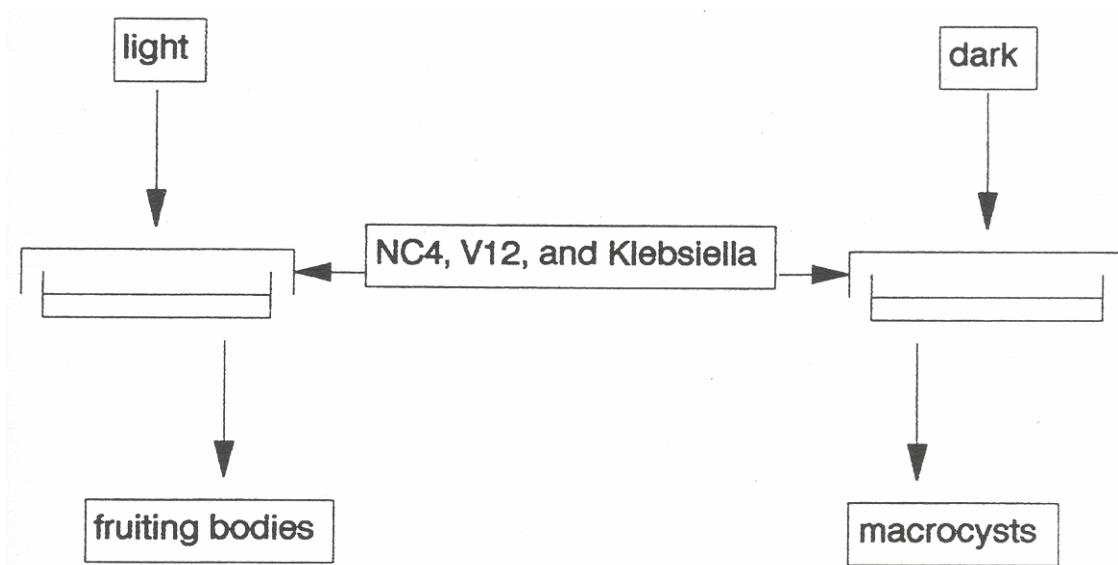 light
dark
NC4, V12, and Klebsiella
fruiting bodies
macrocysts